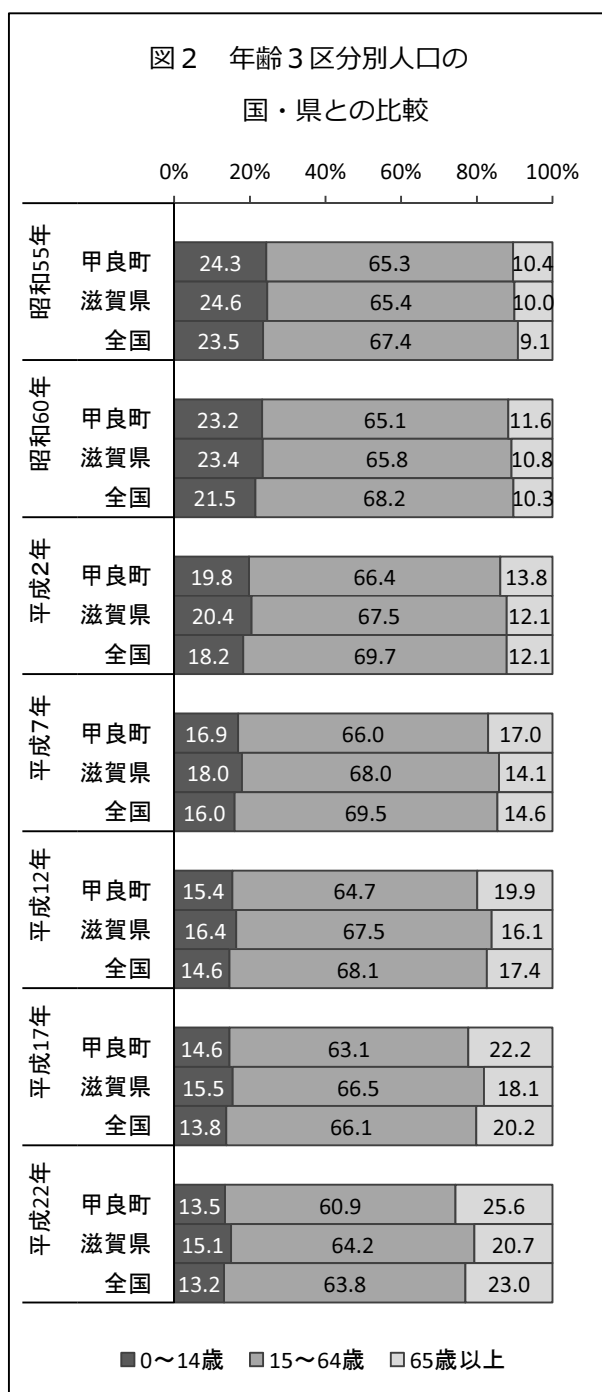 図２　年齢３区分別人口の
国・県との比較
0% 20% 40% 60% 80% 100%
昭和55年
甲良町 24.3 65.3 10.4
滋賀県 24.6 65.4 10.0
全国 23.5 67.4 9.1
昭和60年
甲良町 23.2 65.1 11.6
滋賀県 23.4 65.8 10.8
全国 21.5 68.2 10.3
平成2年
甲良町 19.8 66.4 13.8
滋賀県 20.4 67.5 12.1
全国 18.2 69.7 12.1
平成7年
甲良町 16.9 66.0 17.0
滋賀県 18.0 68.0 14.1
全国 16.0 69.5 14.6
平成12年
甲良町 15.4 64.7 19.9
滋賀県 16.4 67.5 16.1
全国 14.6 68.1 17.4
平成17年
甲良町 14.6 63.1 22.2
滋賀県 15.5 66.5 18.1
全国 13.8 66.1 20.2
平成22年
甲良町 13.5 60.9 25.6
滋賀県 15.1 64.2 20.7
全国 13.2 63.8 23.0
0～14歳 15～64歳 65歳以上